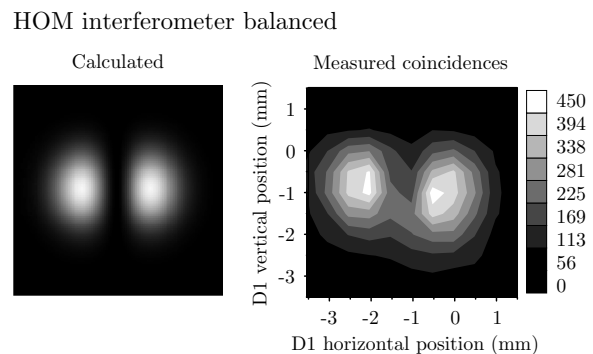 HOM interferometer balanced
Calculated
Measured coincidences
D1 vertical position (mm)
1
0
-1
-2
-3
-3 -2 -1 0 1
D1 horizontal position (mm)
450
394
338
281
225
169
113
56
0